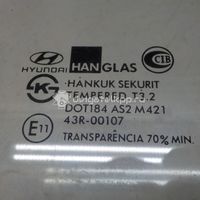 HYUNDAI HANGLAS CIB
HANKUK SEKURIT
TEMPERED T3.2
DOT184 AS2 M421
43R-00107
E11
TRANSPARÊNCIA 70% MIN.